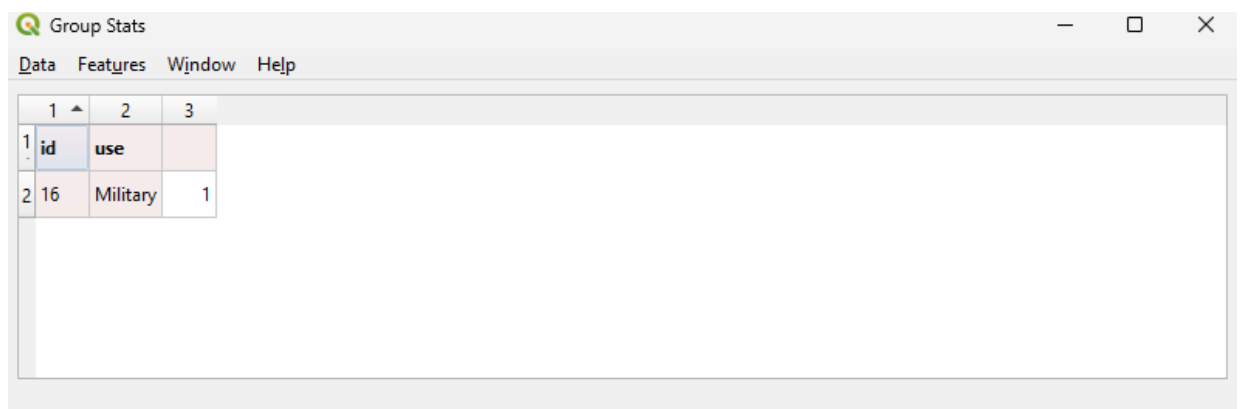 Group Stats
Data Features Window Help
1 2 3
1 id use
2 16 Military 1